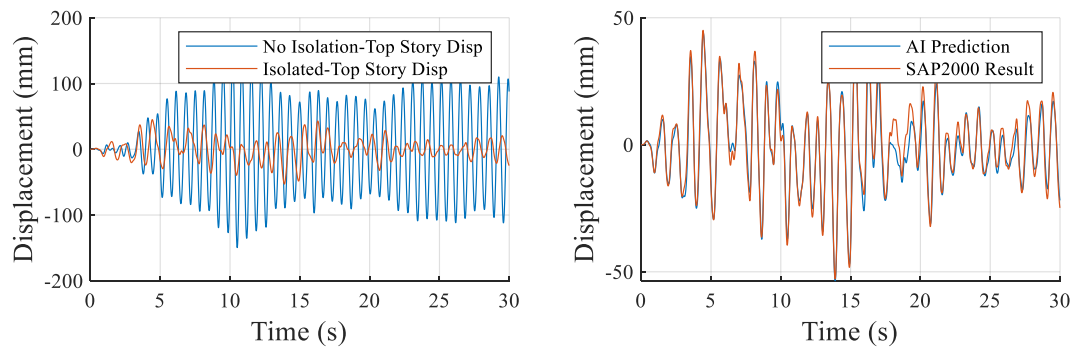 200
100
0
-100
-200
Displacement (mm)
No Isolation-Top Story Disp
Isolated-Top Story Disp
0 5 10 15 20 25 30
Time (s)
50
0
-50
Displacement (mm)
AI Prediction
SAP2000 Result
0 5 10 15 20 25 30
Time (s)